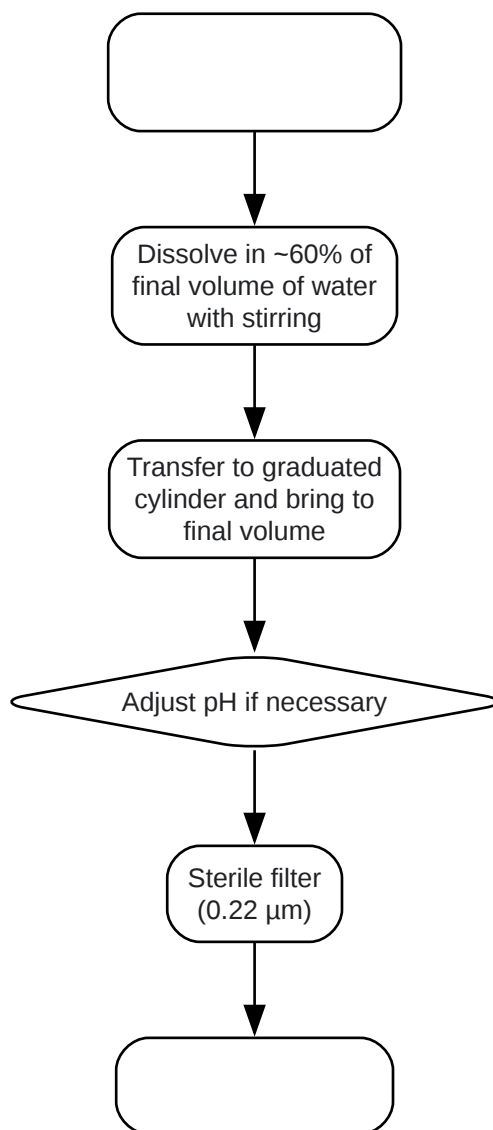 Dissolve in ~60% of
final volume of water
with stirring
Transfer to graduated
cylinder and bring to
final volume
Adjust pH if necessary
Sterile filter
(0.22 µm)